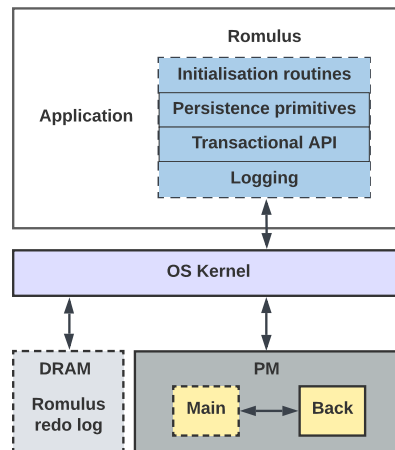 Romulus
Initialisation routines
Application
Persistence primitives
Transactional API
Logging
OS Kernel
DRAM
Romulus
redo log
PM
Main
Back